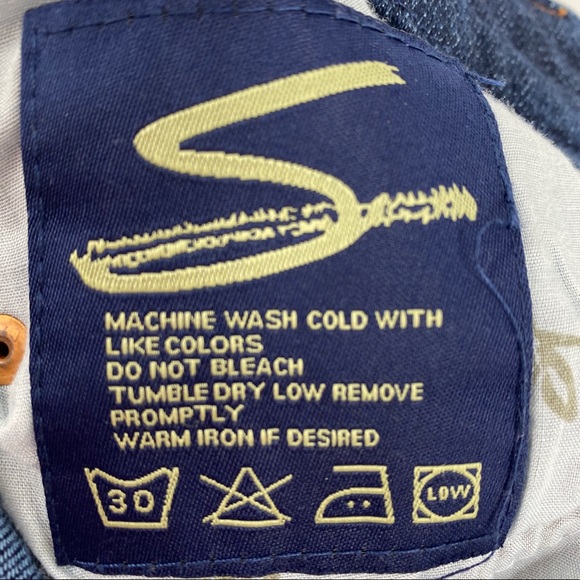 MACHINE WASH COLD WITH
LIKE COLORS
DO NOT BLEACH
TUMBLE DRY LOW REMOVE
PROMPTLY
WARM IRON IF DESIRED
30 LOW